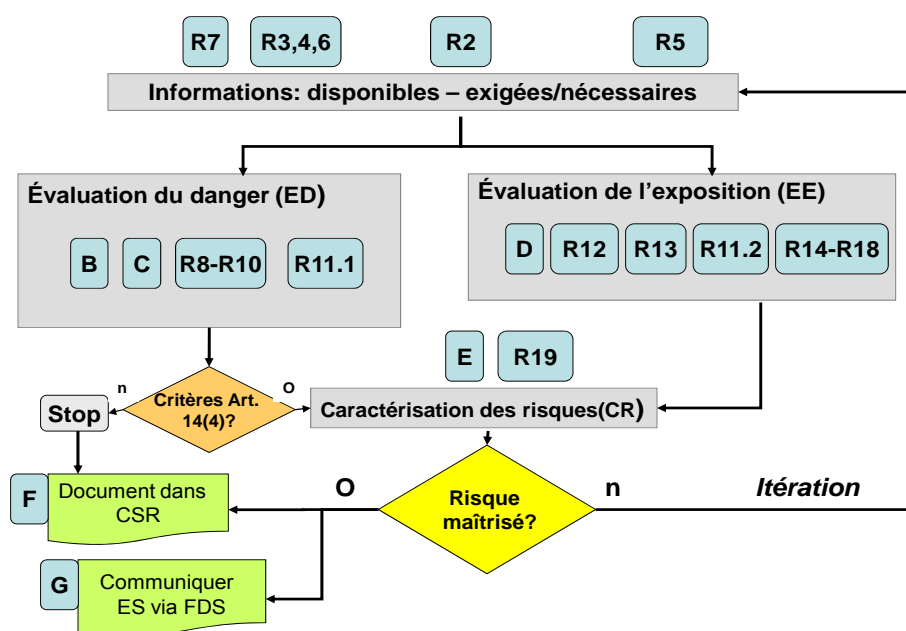 R7
R3,4,6
R2
R5
Informations: disponibles – exigées/nécessaires
Évaluation du danger (ED)
B
C
R8-R10
R11.1
Évaluation de l’exposition (EE)
D
R12
R13
R11.2
R14-R18
E
R19
n
Critères Art.
14(4)?
O
Stop
Caractérisation des risques(CR)
F
Document dans
CSR
O
Risque
maîtrisé?
n
Itération
G
Communiquer
ES via FDS